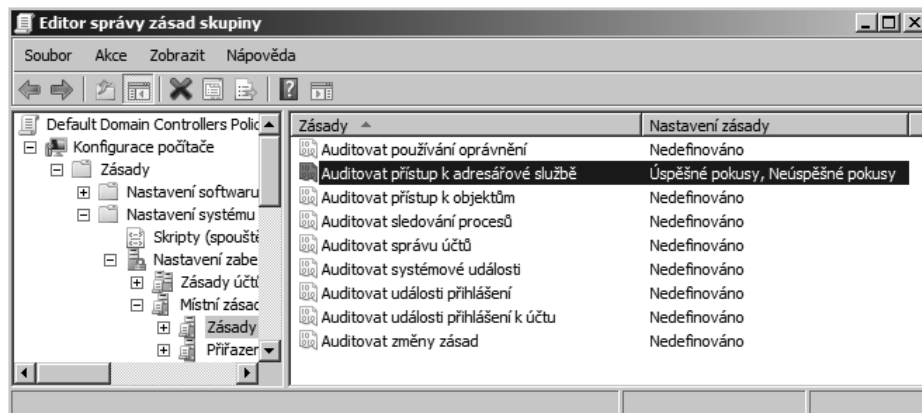 Editor správy zásad skupiny
Soubor Akce Zobrazit Nápověda
Default Domain Controllers Polic
Konfigurace počítače
Zásady
Nastavení softwaru
Nastavení systému
Skripty (spouště
Nastavení zabe
Zásady účtů
Místní zásac
Zásady
Přiřazer
Zásady Nastavení zásady
Auditovat používání oprávnění Nedefinováno
Auditovat přístup k adresářové službě Úspěšné pokusy, Neúspěšné pokusy
Auditovat přístup k objektům Nedefinováno
Auditovat sledování procesů Nedefinováno
Auditovat správu účtů Nedefinováno
Auditovat systémové události Nedefinováno
Auditovat události přihlášení Nedefinováno
Auditovat události přihlášení k účtu Nedefinováno
Auditovat změny zásad Nedefinováno